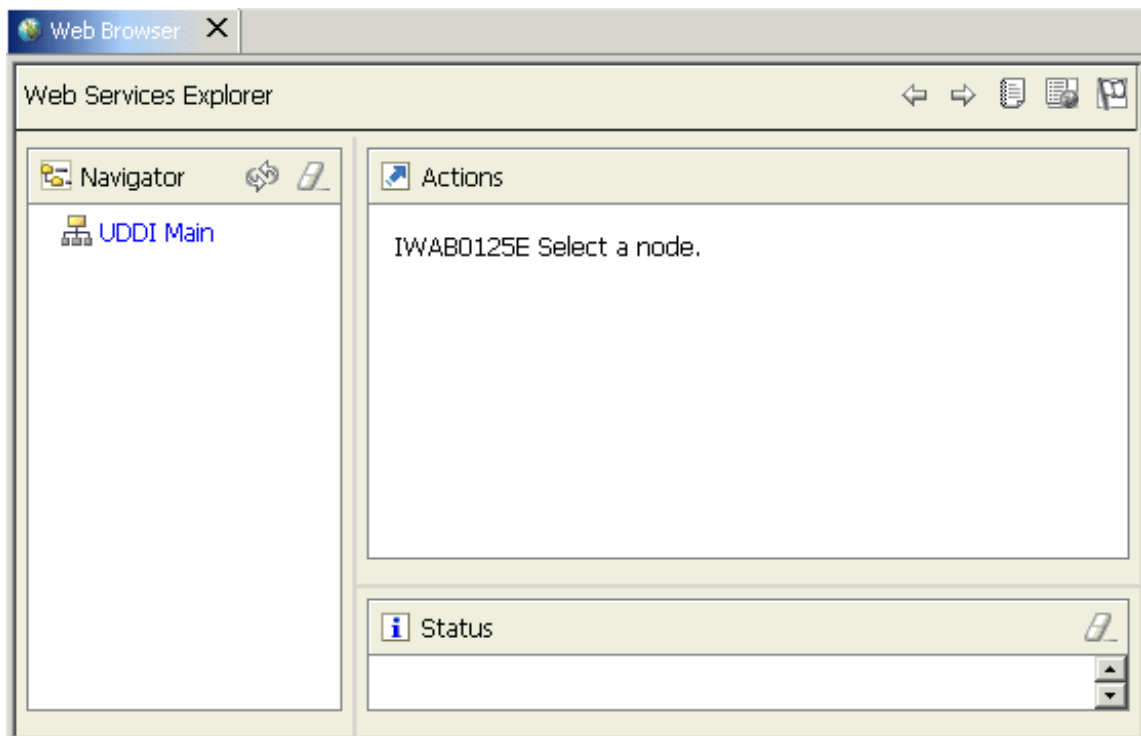 Web Browser
Web Services Explorer
Navigator
UDDI Main
Actions
IWAB0125E Select a node.
Status